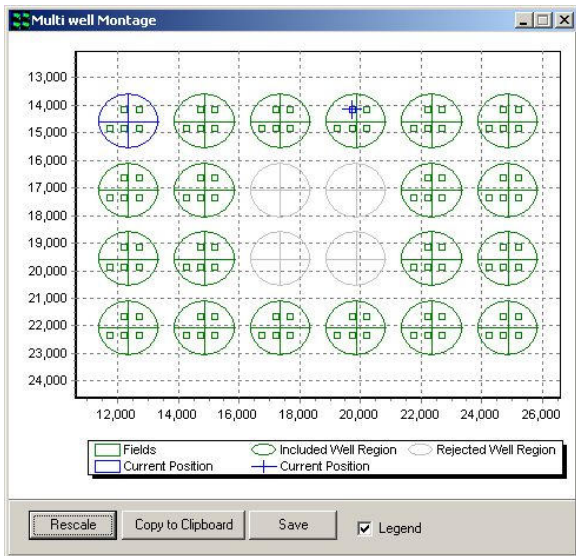 Multi well Montage
13,000
14,000
15,000
16,000
17,000
18,000
19,000
20,000
21,000
22,000
23,000
24,000
12,000 14,000 16,000 18,000 20,000 22,000 24,000 26,000
Fields Included Well Region Rejected Well Region
Current Position Current Position
Rescale Copy to Clipboard Save Legend